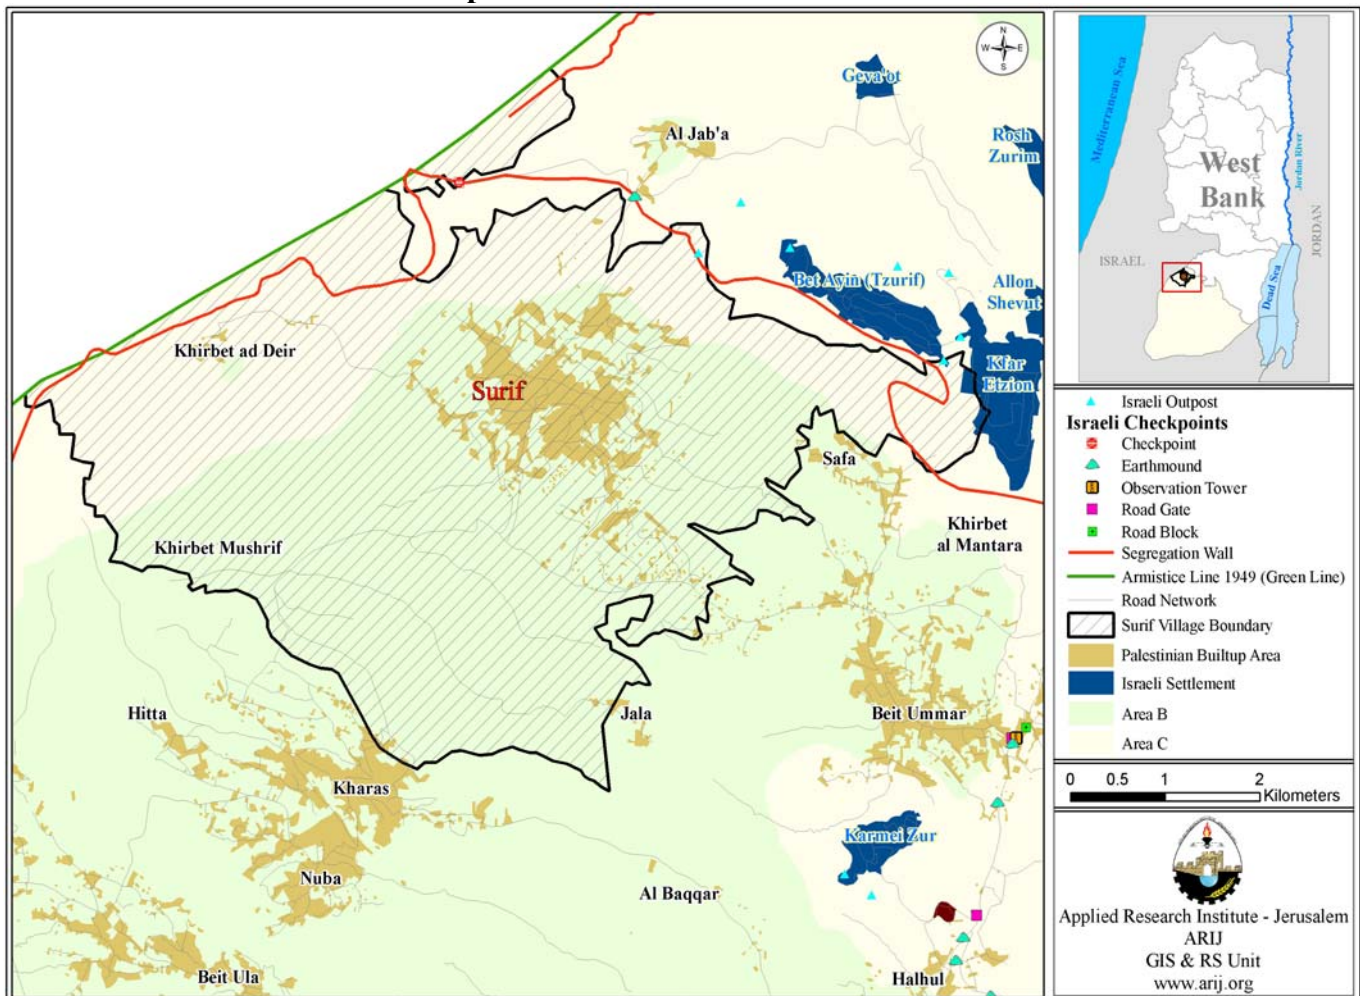 N
W E
S
Geva'ot
Al Jab'a
Rosh
Zurim
Bet Ayin (Tzurif)
Allon
Shevut
Khirbet ad Deir
Kfar
Etzion
Surif
Safa
Khirbet
al Mantara
Khirbet Mushrif
Hitta
Jala
Beit Ummar
Kharas
Karmei Zur
Nuba
Al Baqqar
Beit Ula
Halhul
Mediterranean Sea
West
Bank
Jordan River
JORDAN
ISRAEL
Dead Sea
Israeli Outpost
Israeli Checkpoints
Checkpoint
Earthmound
Observation Tower
Road Gate
Road Block
Segregation Wall
Armistice Line 1949 (Green Line)
Road Network
Surif Village Boundary
Palestinian Builtup Area
Israeli Settlement
Area B
Area C
0 0.5 1 2
Kilometers
Applied Research Institute - Jerusalem
ARIJ
GIS & RS Unit
www.arij.org